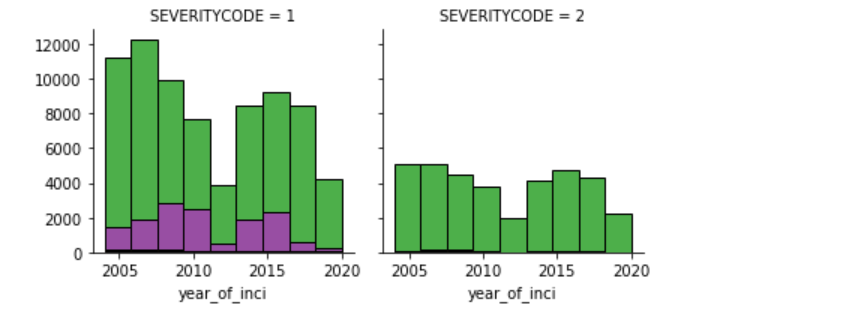 SEVERITYCODE = 1
SEVERITYCODE = 2
12000
10000
8000
6000
4000
2000
0
2005 2010 2015 2020
2005 2010 2015 2020
year_of_inci
year_of_inci